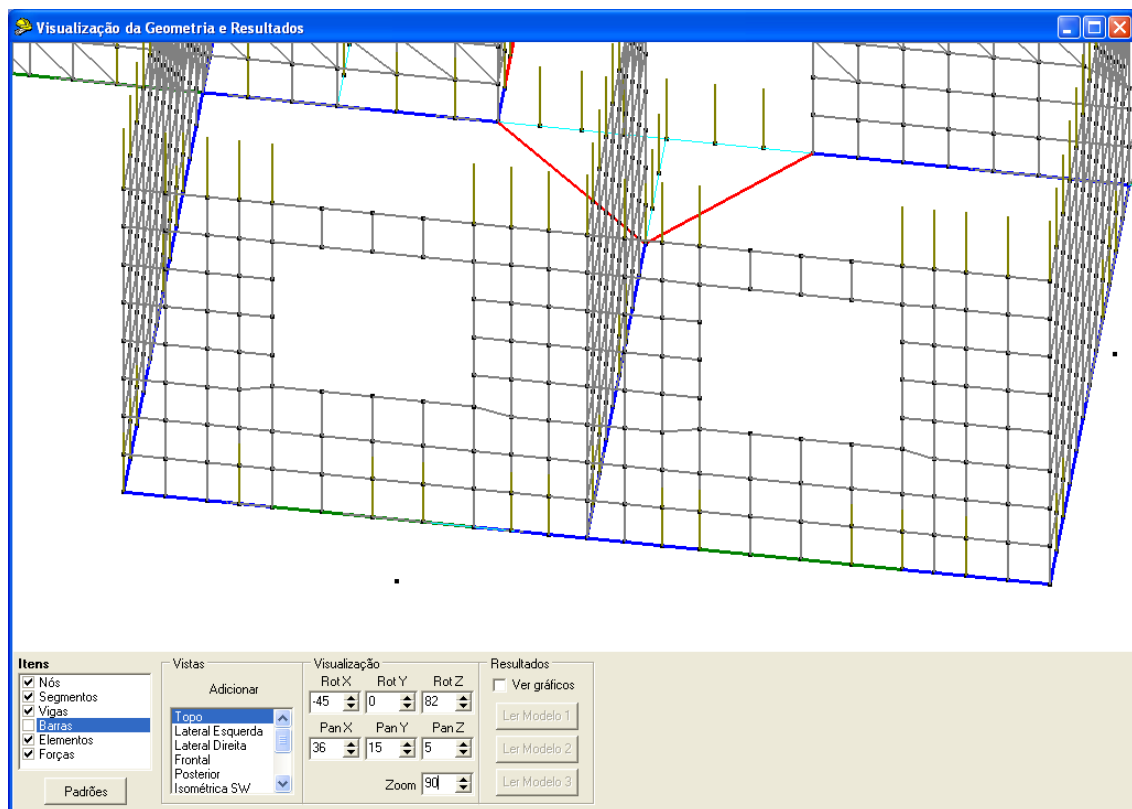 Visualização da Geometria e Resultados
Itens
Nós
Segmentos
Vigas
Barras
Elementos
Forças
Padrões
Vistas
Adicionar
Topo
Lateral Esquerda
Lateral Direita
Frontal
Posterior
Isométrica SW
Visualização
Rot X Rot Y Rot Z
-45 0 82
Pan X Pan Y Pan Z
36 15 5
Zoom 90
Resultados
Ver gráficos
Ler Modelo 1
Ler Modelo 2
Ler Modelo 3